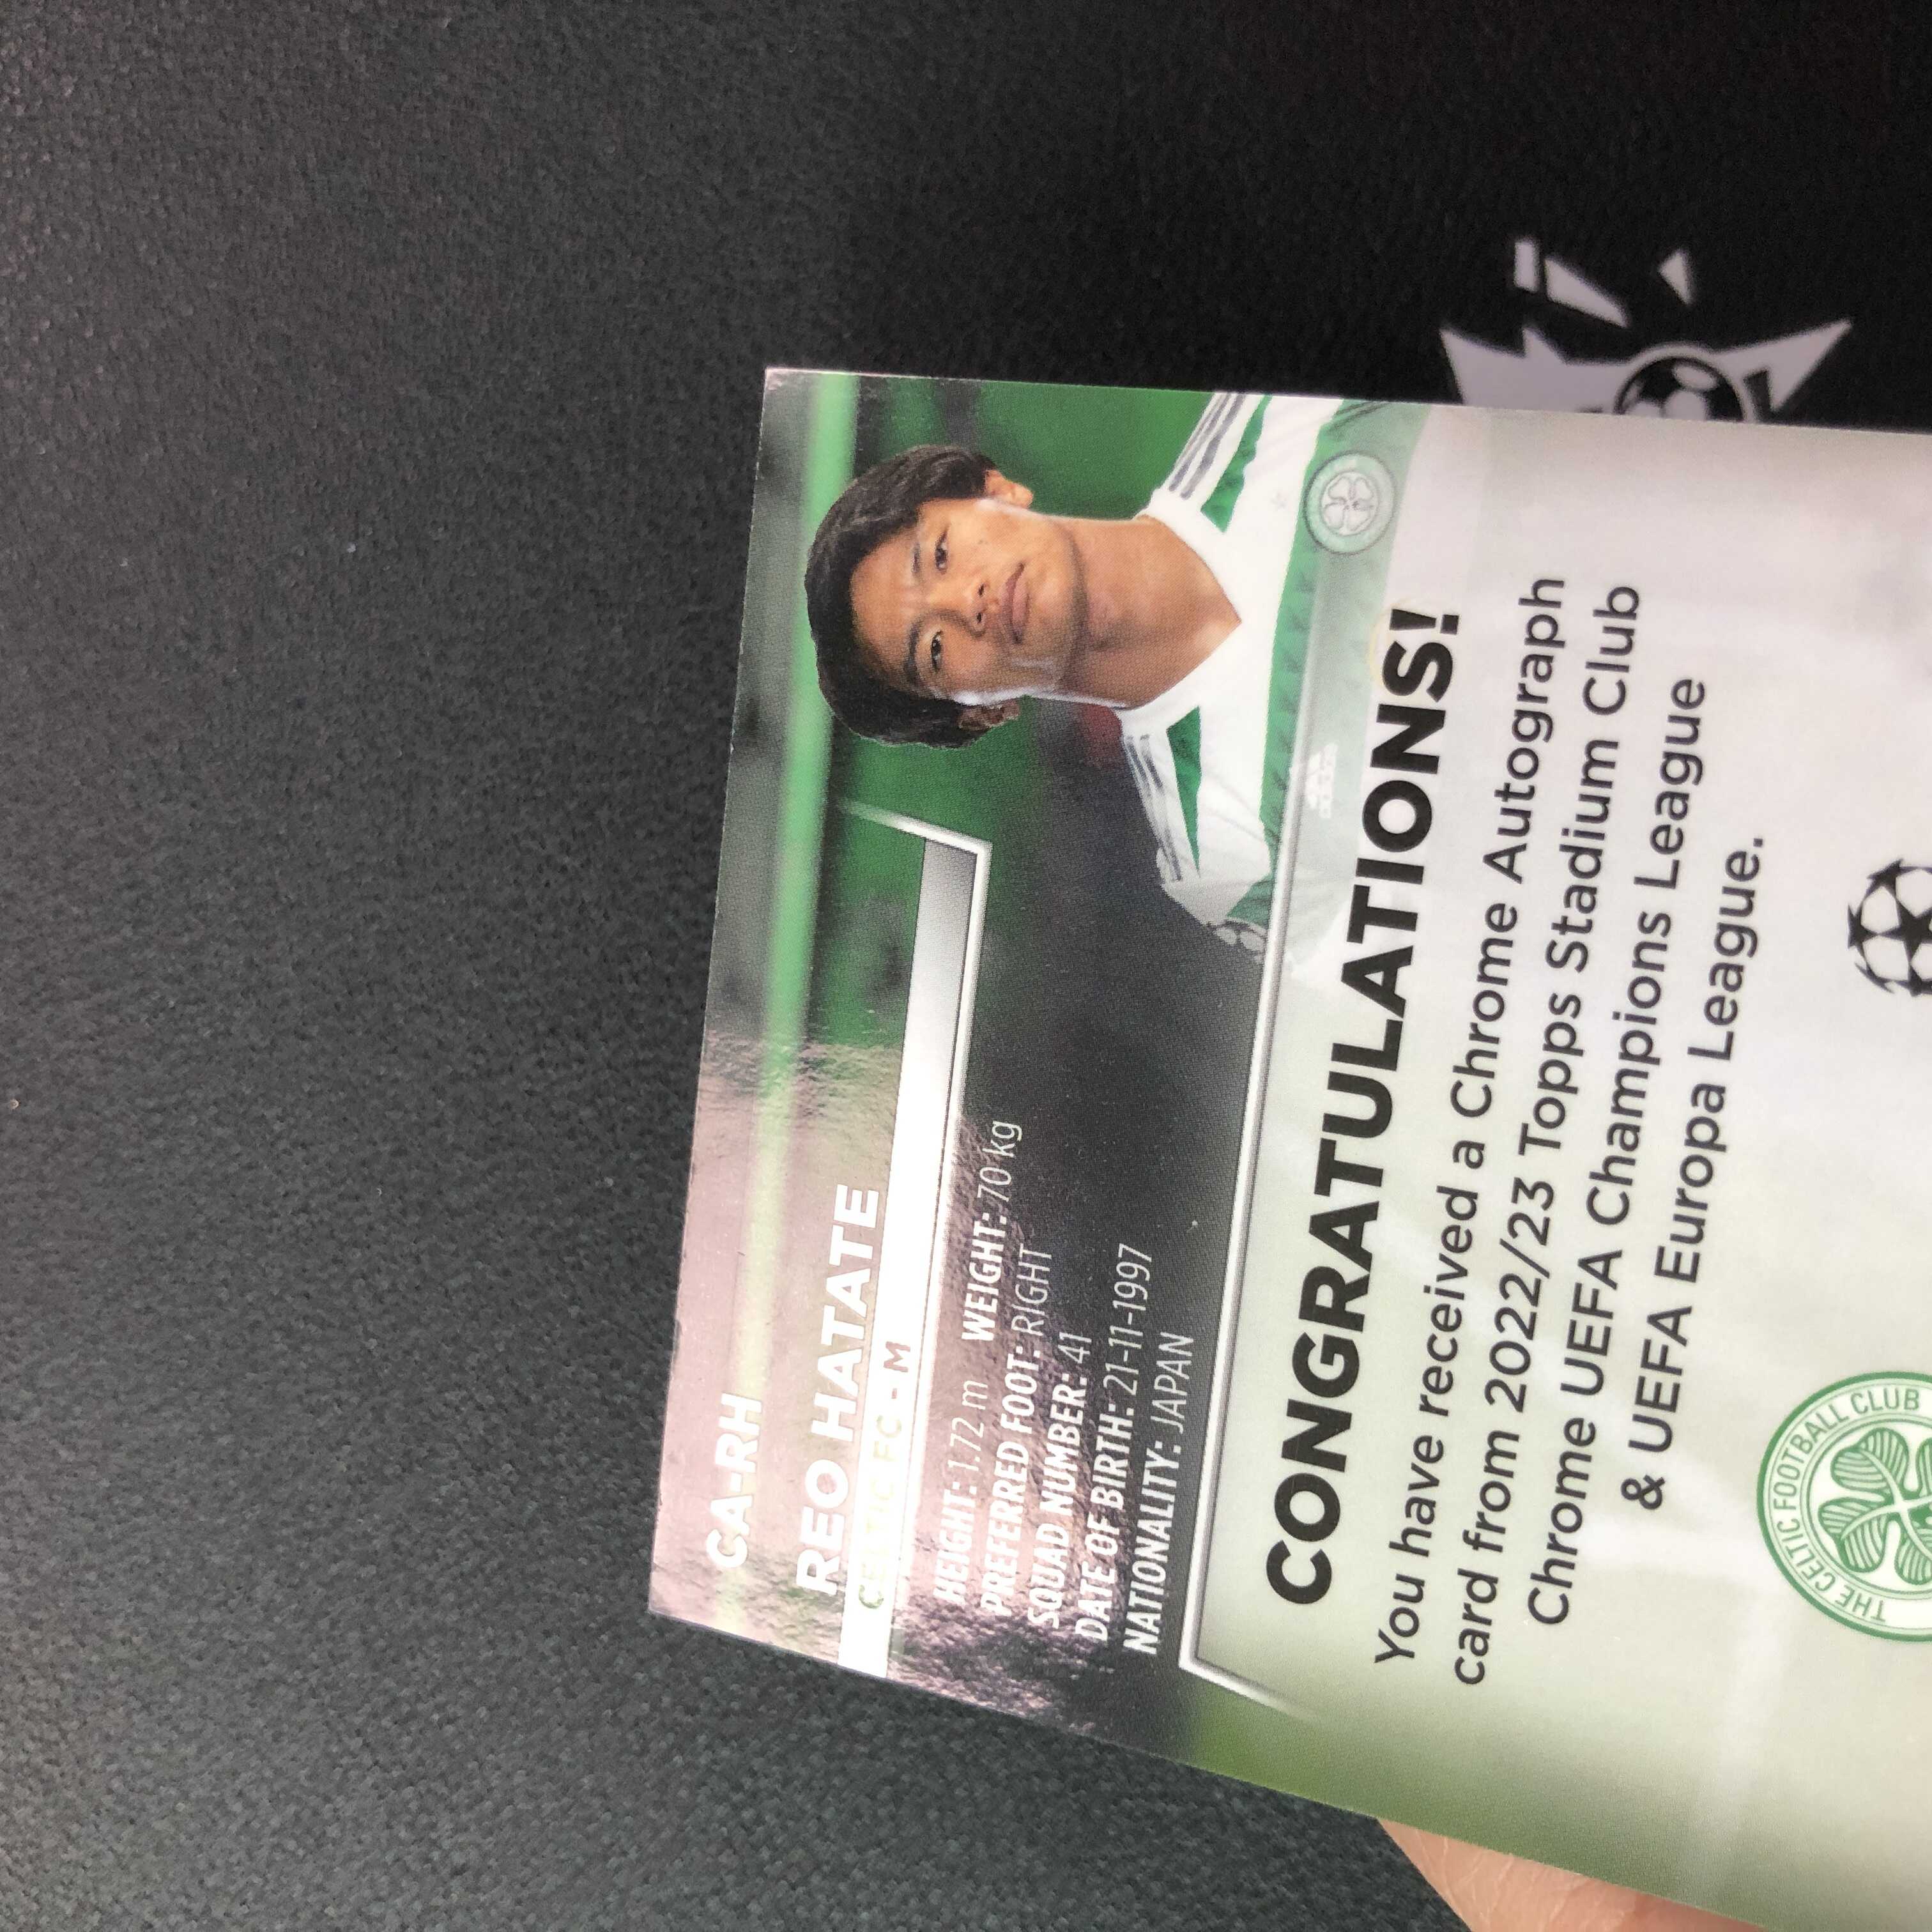 CA-RH
REO HATATE
CELTIC FC - M
HEIGHT: 1.72 m WEIGHT: 70 kg
PREFERRED FOOT: RIGHT
SQUAD NUMBER: 41
DATE OF BIRTH: 21-11-1997
NATIONALITY: JAPAN
CONGRATULATIONS!
You have received a Chrome Autograph
card from 2022/23 Topps Stadium Club
Chrome UEFA Champions League
& UEFA Europa League.
THE CELTIC FOOTBALL CLUB